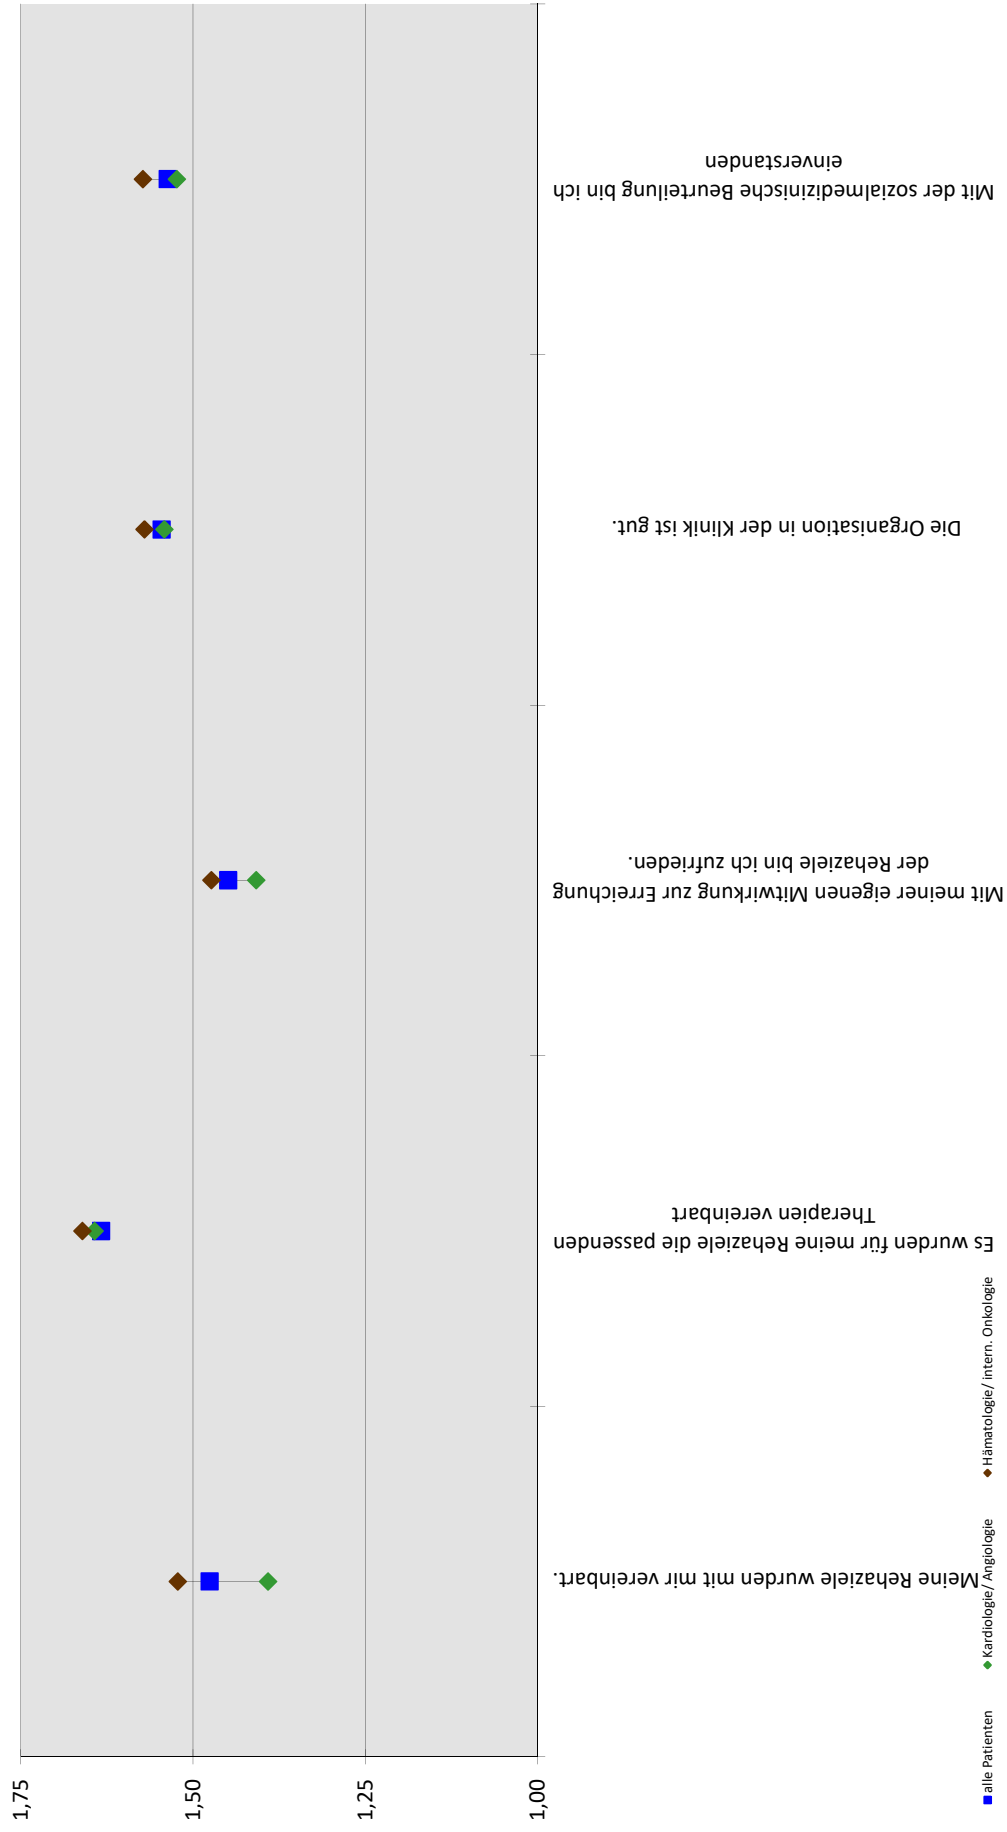 1,75
1,50
1,25
1,00
Meine Rehaziele wurden mit mir vereinbart.
Es wurden für meine Rehaziele die passenden
Therapien vereinbart
Mit meiner eigenen Mitwirkung zur Erreichung
der Rehaziele bin ich zufrieden.
Die Organisation in der Klinik ist gut.
Mit der sozialmedizinische Beurteilung bin ich
einverstanden
alle Patienten
Kardiologie/ Angiologie
Hämatologie/ intern. Onkologie